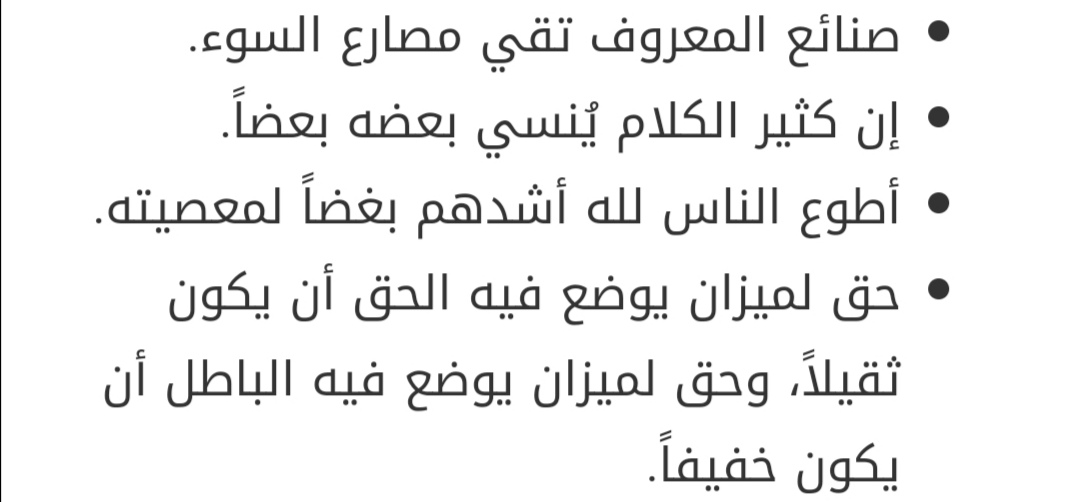 • صنائع المعروف تقي مصارع السوء.
• إن كثير الكلام يُنسي بعضه بعضاً.
• أطوع الناس لله أشدهم بغضاً لمعصيته.
• حق لميزان يوضع فيه الحق أن يكون
ثقيلاً، وحق لميزان يوضع فيه الباطل أن
يكون خفيفاً.